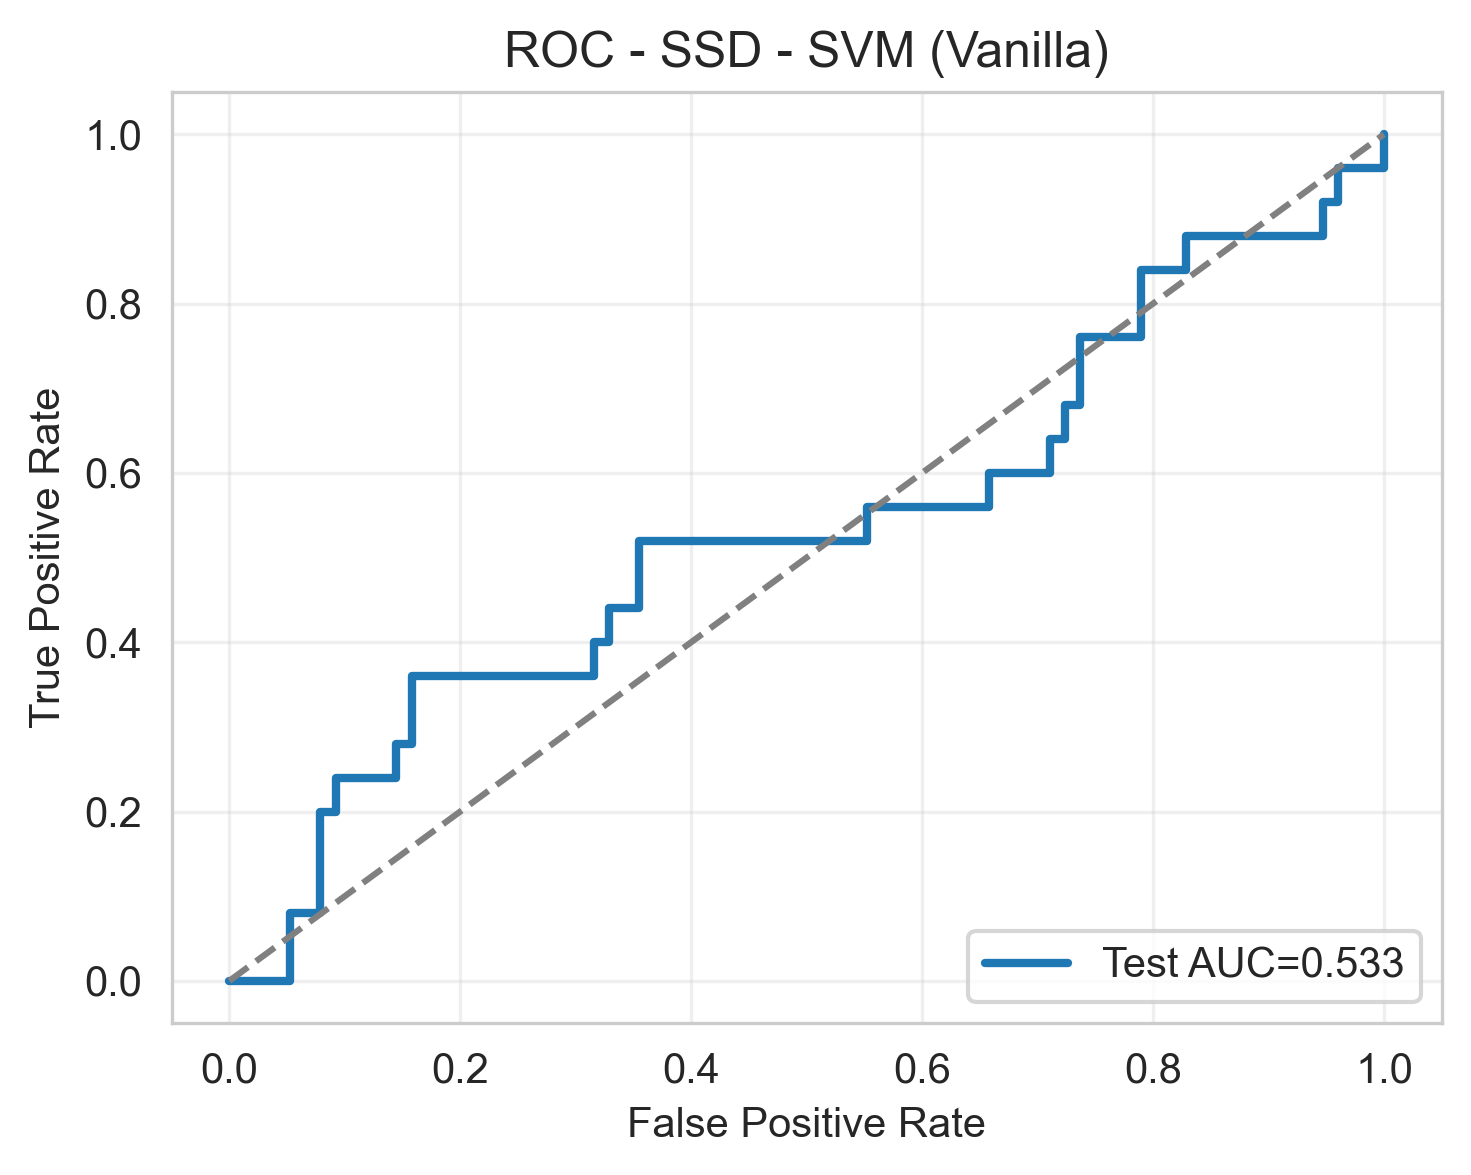 ROC - SSD - SVM (Vanilla)
1.0
0.8
0.6
0.4
0.2
0.0
True Positive Rate
Test AUC=0.533
0.0 0.2 0.4 0.6 0.8 1.0
False Positive Rate